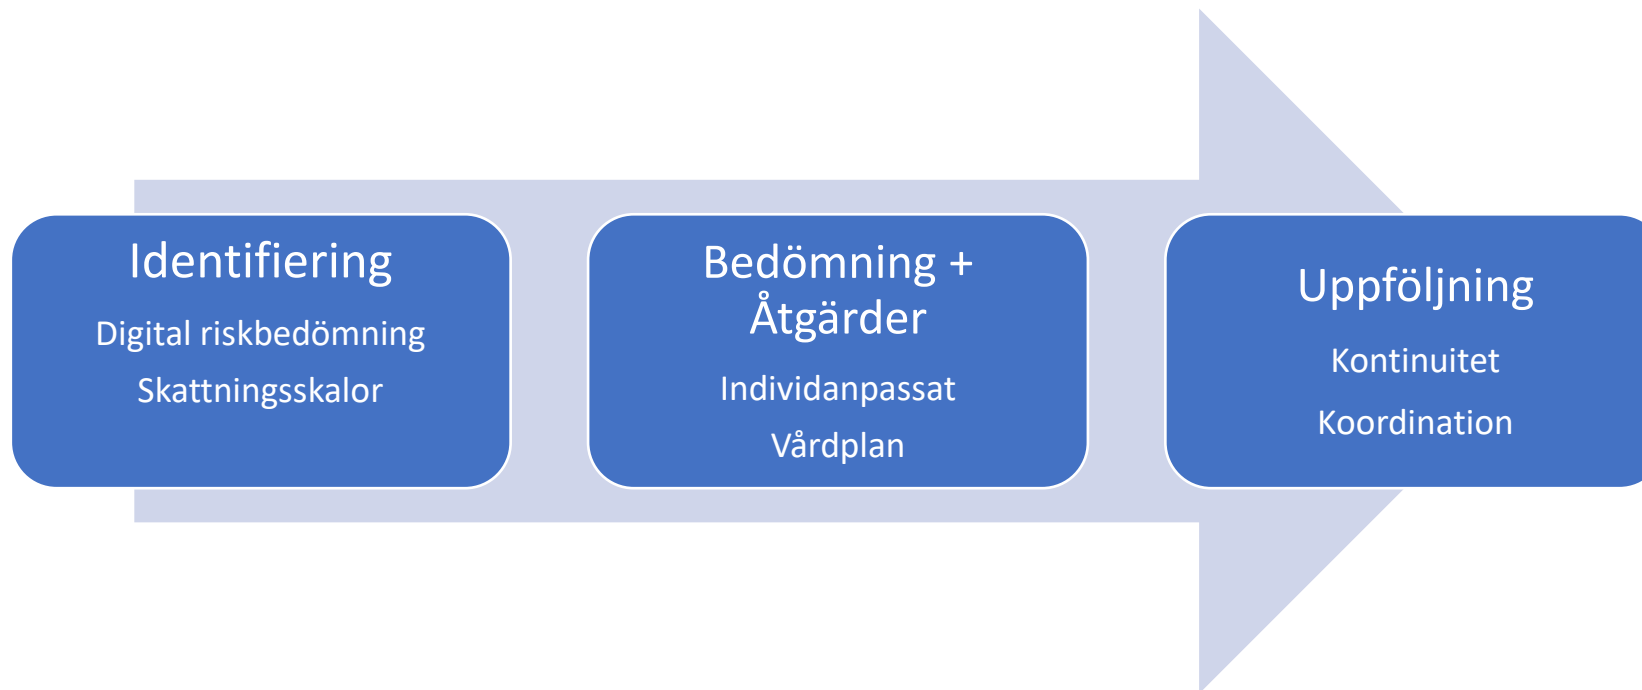 Identifiering
Digital riskbedömning
Skattningsskalor
Bedömning +
Åtgärder
Individanpassat
Vårdplan
Uppföljning
Kontinuitet
Koordination